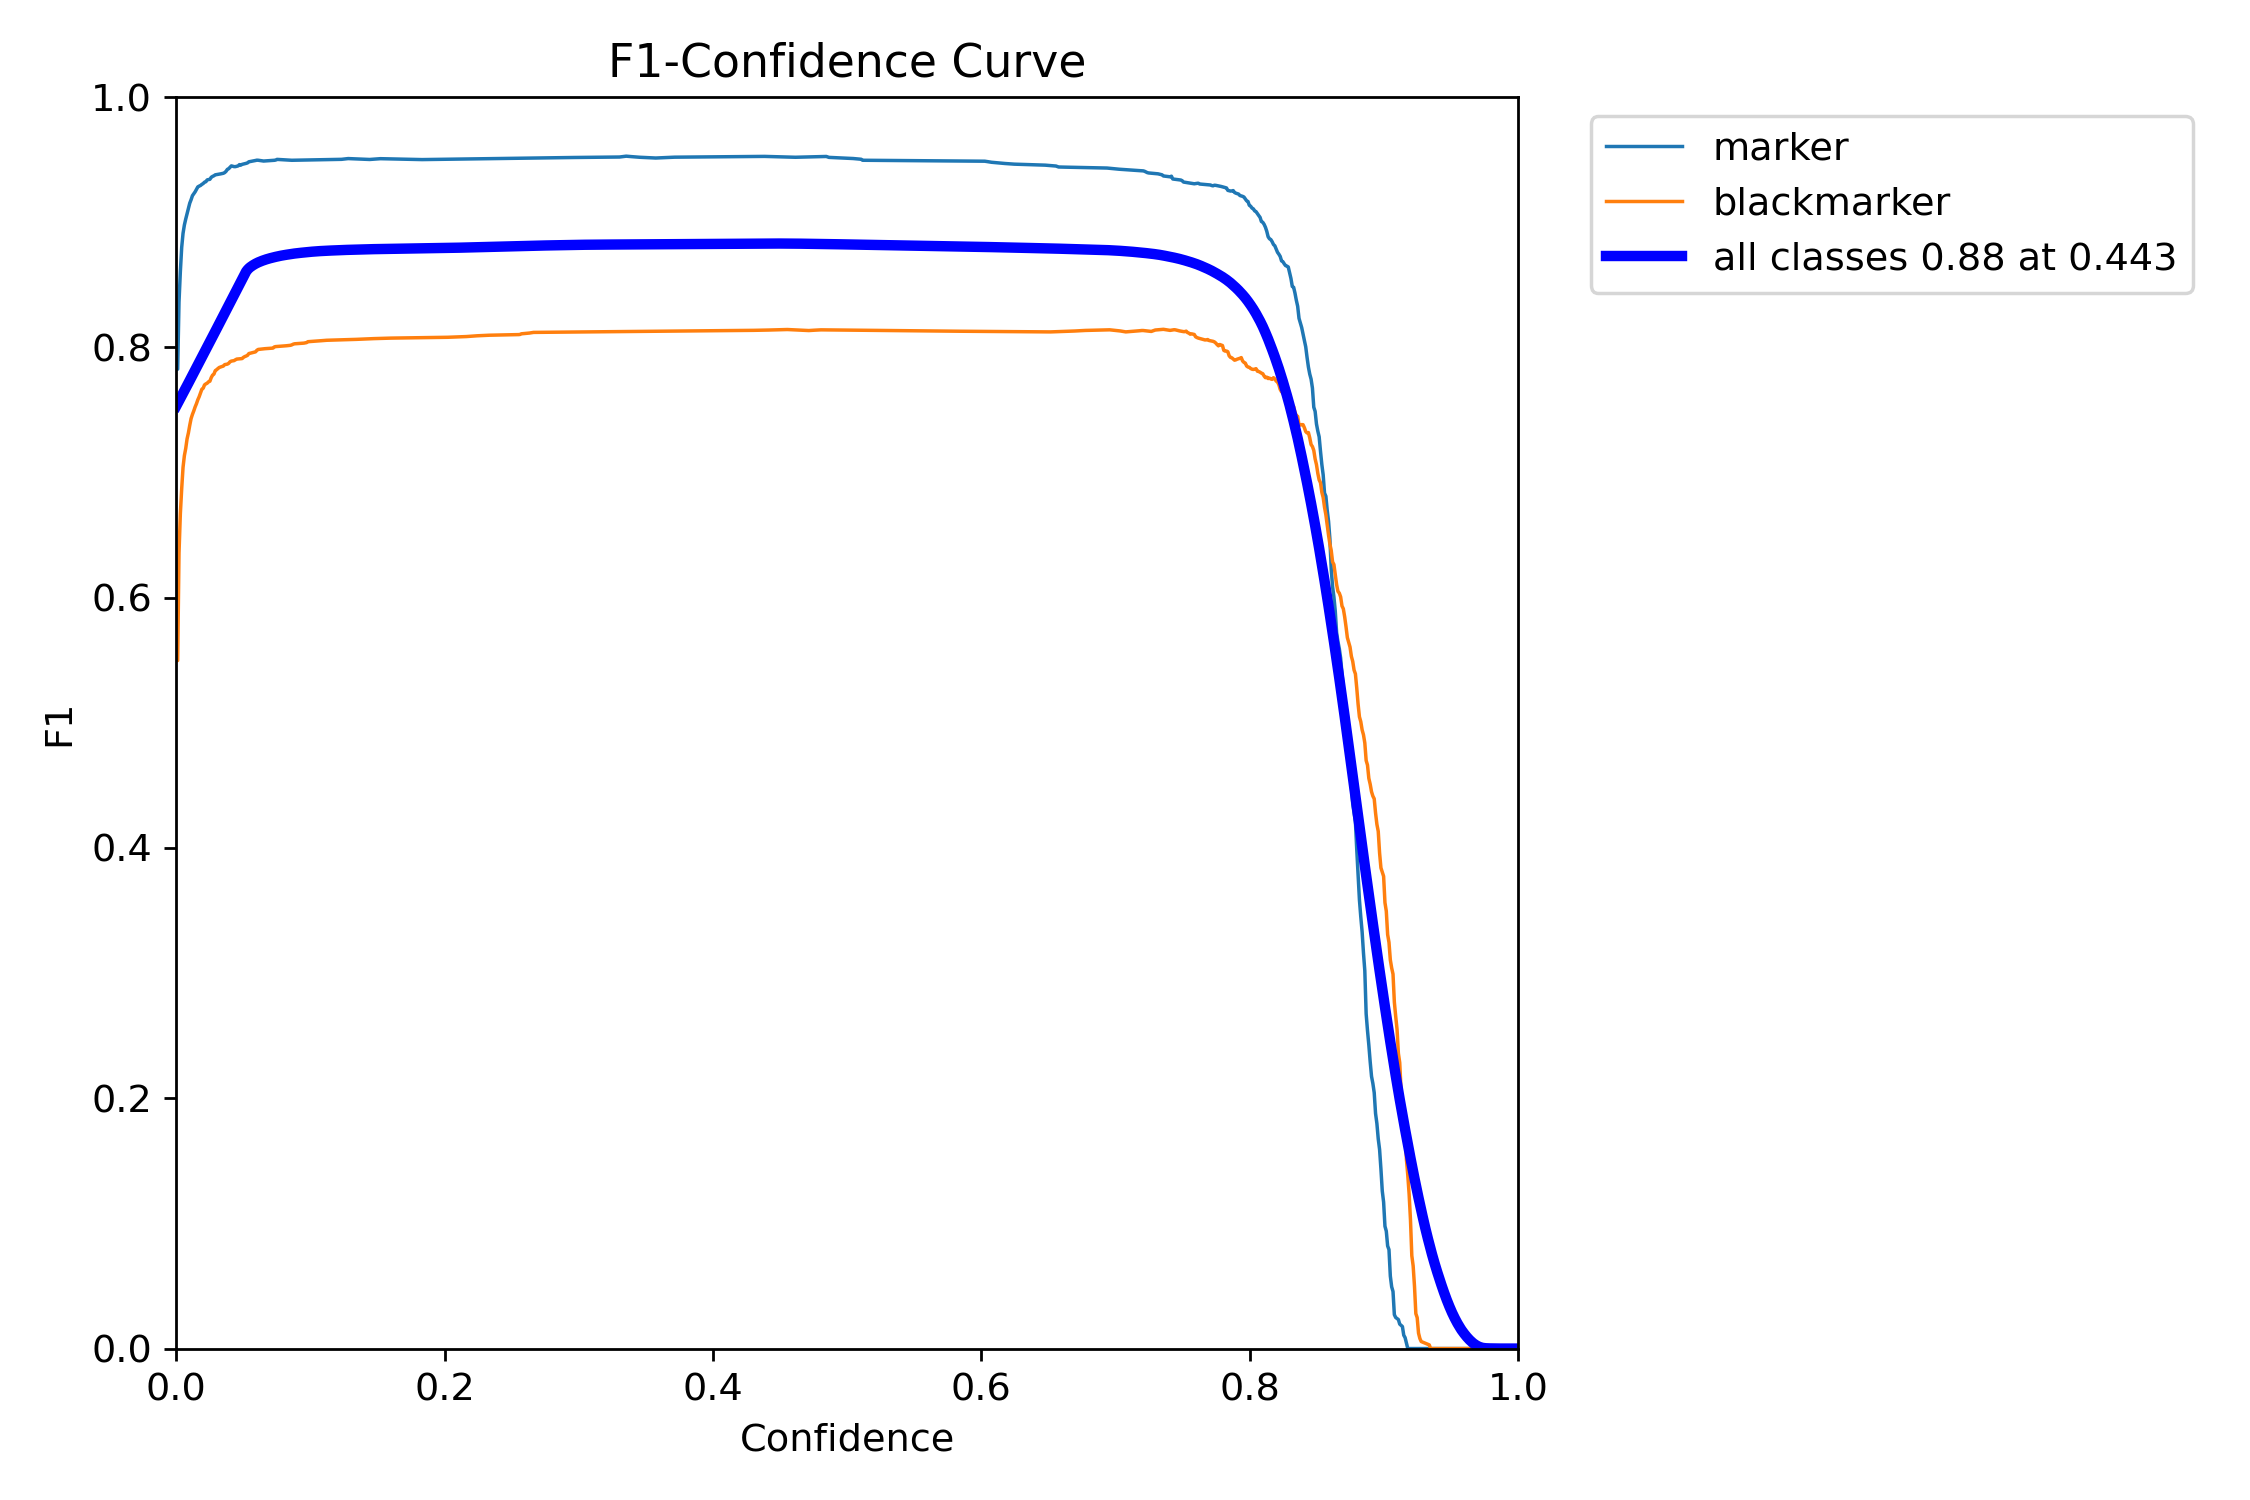 F1-Confidence Curve
1.0
0.8
0.6
0.4
0.2
0.0
F1
0.0 0.2 0.4 0.6 0.8 1.0
Confidence
marker
blackmarker
all classes 0.88 at 0.443